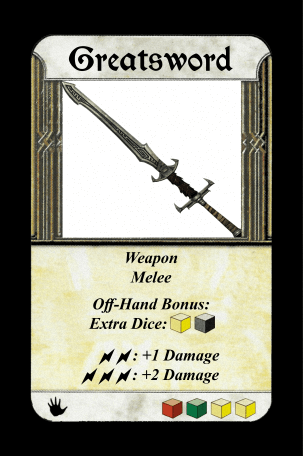 Greatsword
Weapon
Melee
Off-Hand Bonus:
Extra Dice:
: +1 Damage
: +2 Damage